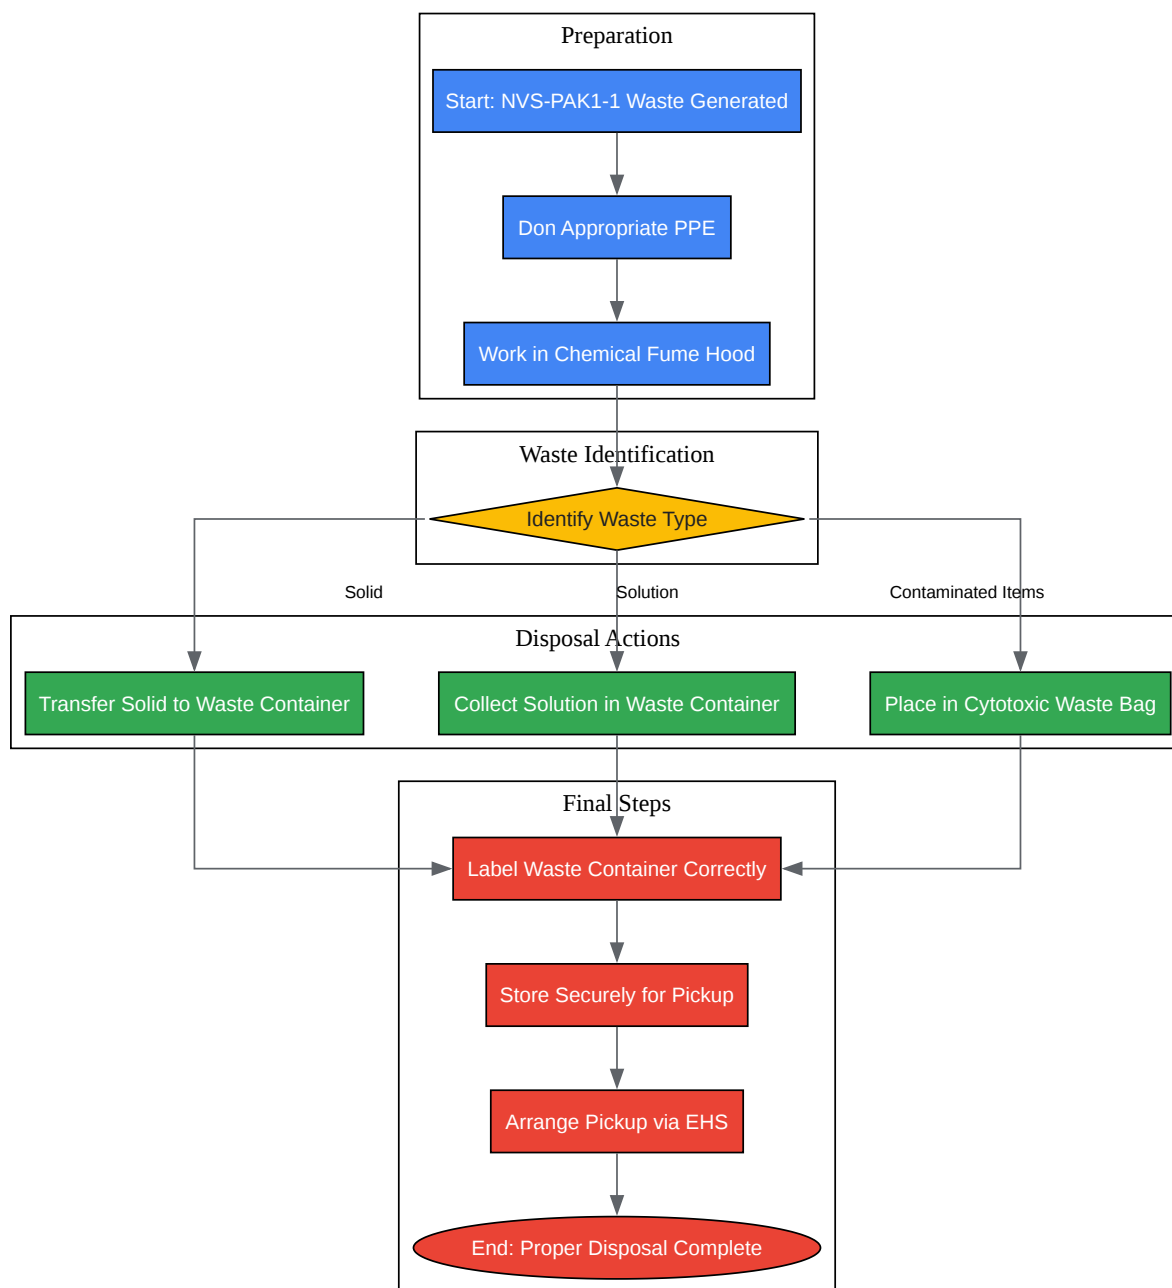 Preparation
Start: NVS-PAK1-1 Waste Generated
Don Appropriate PPE
Work in Chemical Fume Hood
Waste Identification
Identify Waste Type
Solid
Solution
Contaminated Items
Disposal Actions
Transfer Solid to Waste Container
Collect Solution in Waste Container
Place in Cytotoxic Waste Bag
Final Steps
Label Waste Container Correctly
Store Securely for Pickup
Arrange Pickup via EHS
End: Proper Disposal Complete